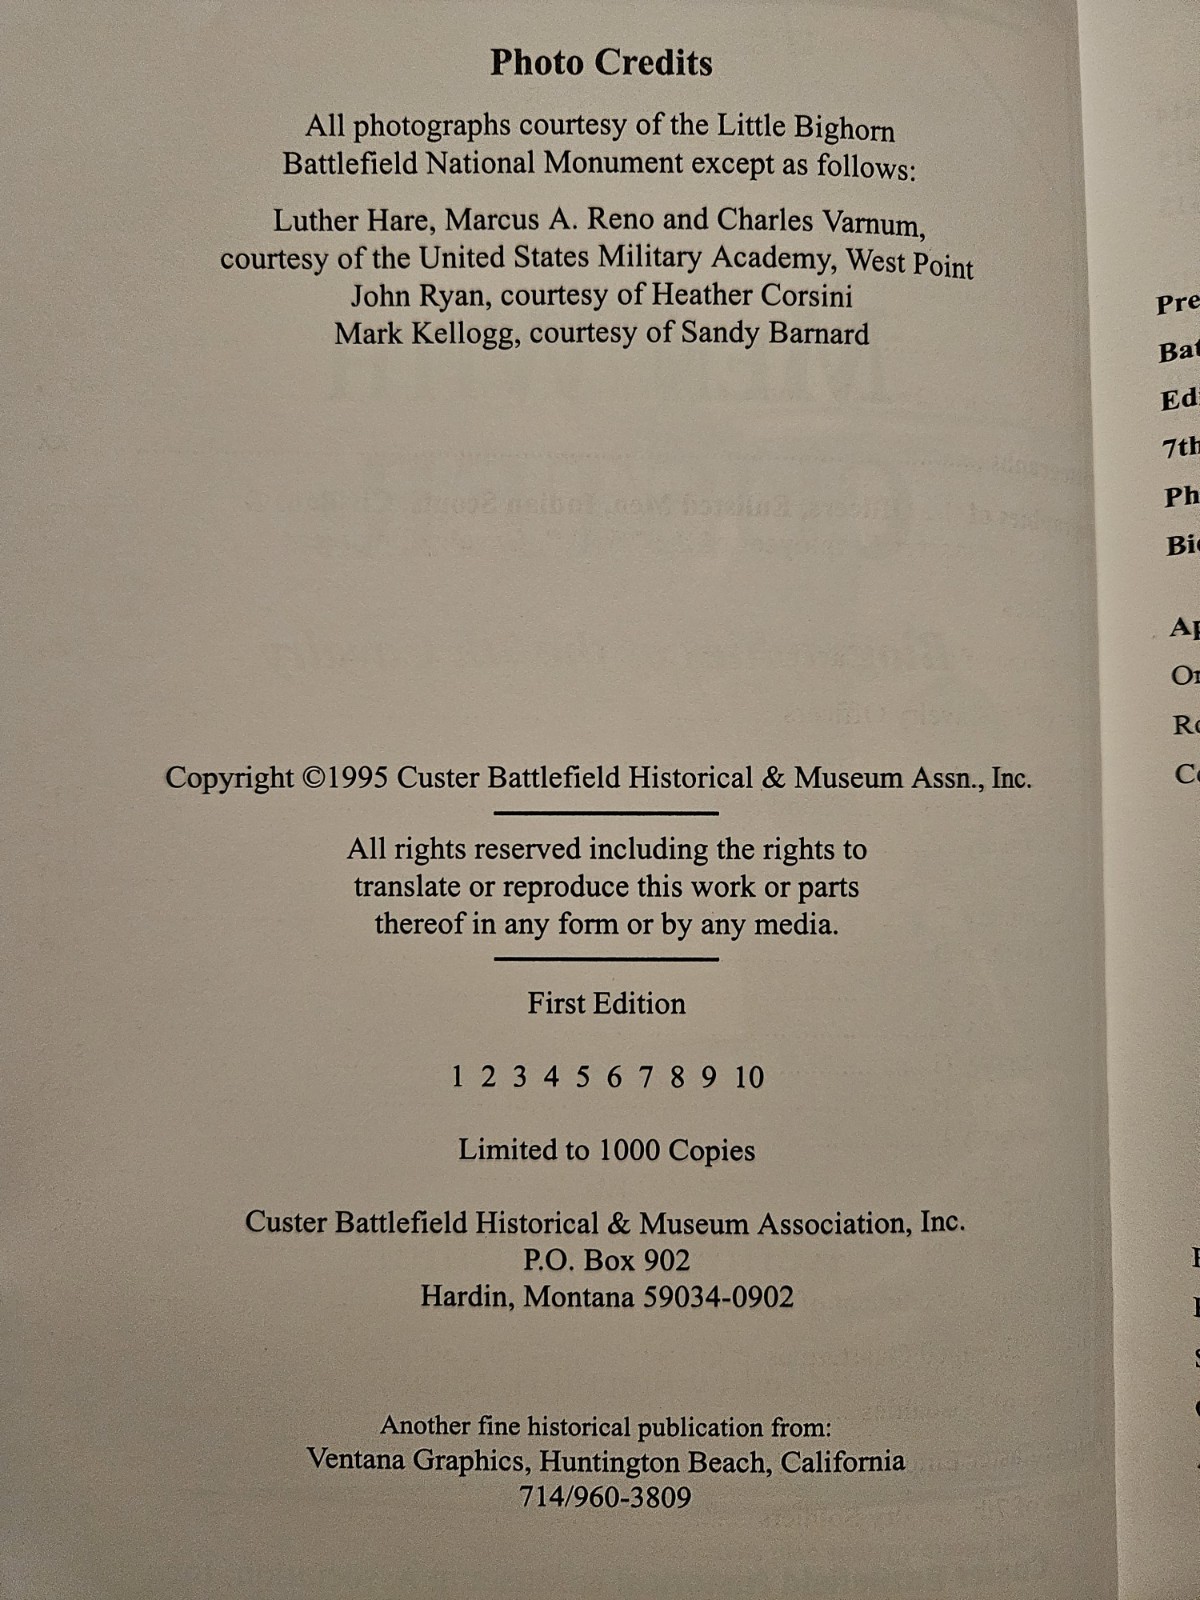 Photo Credits
All photographs courtesy of the Little Bighorn
Battlefield National Monument except as follows:
Luther Hare, Marcus A. Reno and Charles Varnum,
courtesy of the United States Military Academy, West Point
John Ryan, courtesy of Heather Corsini
Mark Kellogg, courtesy of Sandy Barnard
Copyright ©1995 Custer Battlefield Historical & Museum Assn., Inc.
All rights reserved including the rights to
translate or reproduce this work or parts
thereof in any form or by any media.
First Edition
1 2 3 4 5 6 7 8 9 10
Limited to 1000 Copies
Custer Battlefield Historical & Museum Association, Inc.
P.O. Box 902
Hardin, Montana 59034-0902
Another fine historical publication from:
Ventana Graphics, Huntington Beach, California
714/960-3809
7th